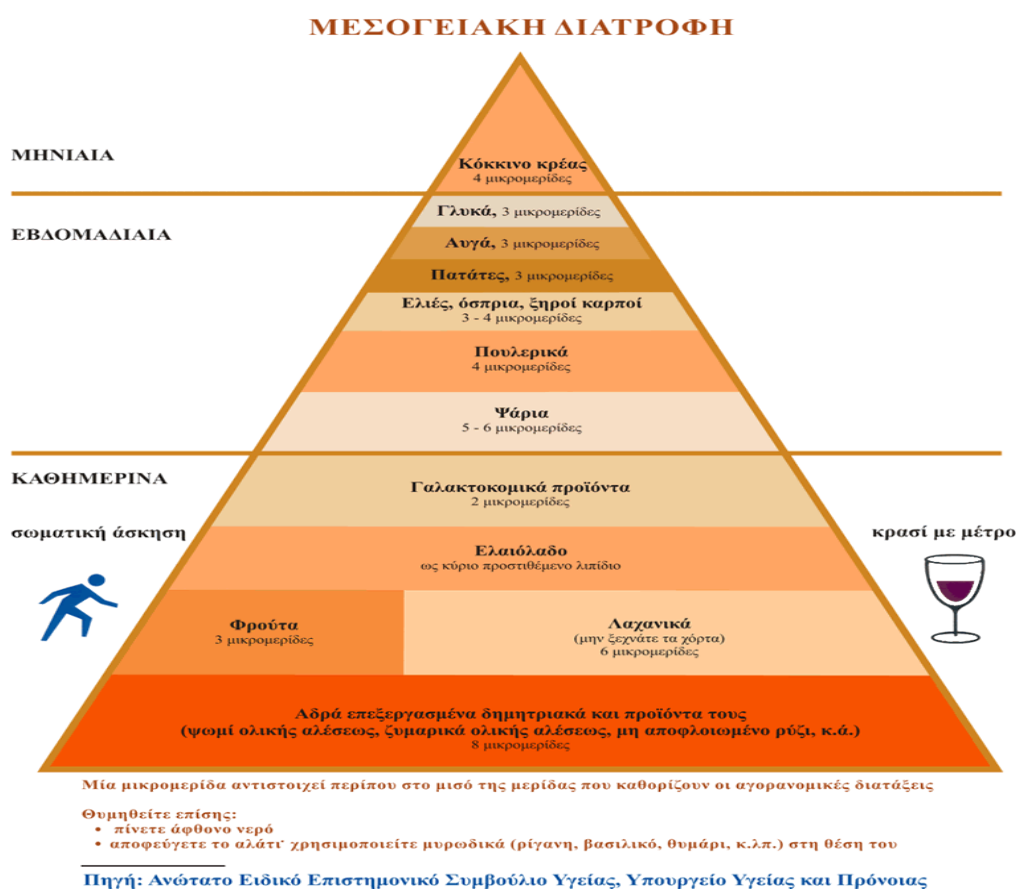 ΜΕΣΟΓΕΙΑΚΗ ΔΙΑΤΡΟΦΗ
ΜΗΝΙΑΙΑ
Κόκκινο κρέας
4 μικρομερίδες
ΕΒΔΟΜΑΔΙΑΙΑ
Γλυκά, 3 μικρομερίδες
Αυγά, 3 μικρομερίδες
Πατάτες, 3 μικρομερίδες
Ελιές, όσπρια, ξηροί καρποί
3 - 4 μικρομερίδες
Πουλερικά
4 μικρομερίδες
Ψάρια
5 - 6 μικρομερίδες
ΚΑΘΗΜΕΡΙΝΑ
Γαλακτοκομικά προϊόντα
2 μικρομερίδες
σωματική άσκηση
κρασί με μέτρο
Ελαιόλαδο
ως κύριο προστιθέμενο λιπίδιο
Φρούτα
3 μικρομερίδες
Λαχανικά
(μην ξεχνάτε τα χόρτα)
6 μικρομερίδες
Αδρά επεξεργασμένα δημητριακά και προϊόντα τους
(ψωμί ολικής αλέσεως, ζυμαρικά ολικής αλέσεως, μη αποφλοιωμένο ρύζι, κ.ά.)
8 μικρομερίδες
Μία μικρομερίδα αντιστοιχεί περίπου στο μισό της μερίδας που καθορίζουν οι αγορανομικές διατάξεις
Θυμηθείτε επίσης:
• πίνετε άφθονο νερό
• αποφεύγετε το αλάτι· χρησιμοποιείτε μυρωδικά (ρίγανη, βασιλικό, θυμάρι, κ.λπ.) στη θέση του
Πηγή: Ανώτατο Ειδικό Επιστημονικό Συμβούλιο Υγείας, Υπουργείο Υγείας και Πρόνοιας